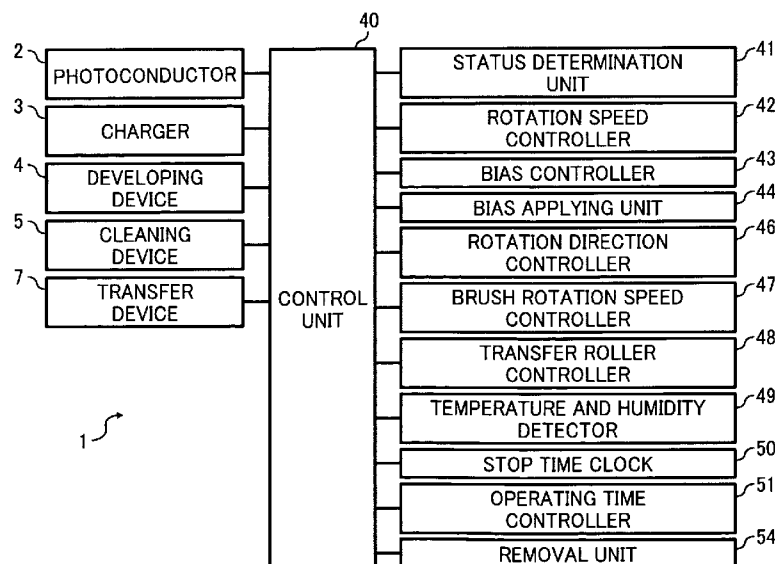 40
2
PHOTOCONDUCTOR
3
CHARGER
4
DEVELOPING
DEVICE
5
CLEANING
DEVICE
7
TRANSFER
DEVICE
1
CONTROL
UNIT
41
STATUS DETERMINATION
UNIT
42
ROTATION SPEED
CONTROLLER
43
BIAS CONTROLLER
44
BIAS APPLYING UNIT
46
ROTATION DIRECTION
CONTROLLER
47
BRUSH ROTATION SPEED
CONTROLLER
48
TRANSFER ROLLER
CONTROLLER
49
TEMPERATURE AND HUMIDITY
DETECTOR
50
STOP TIME CLOCK
51
OPERATING TIME
CONTROLLER
54
REMOVAL UNIT